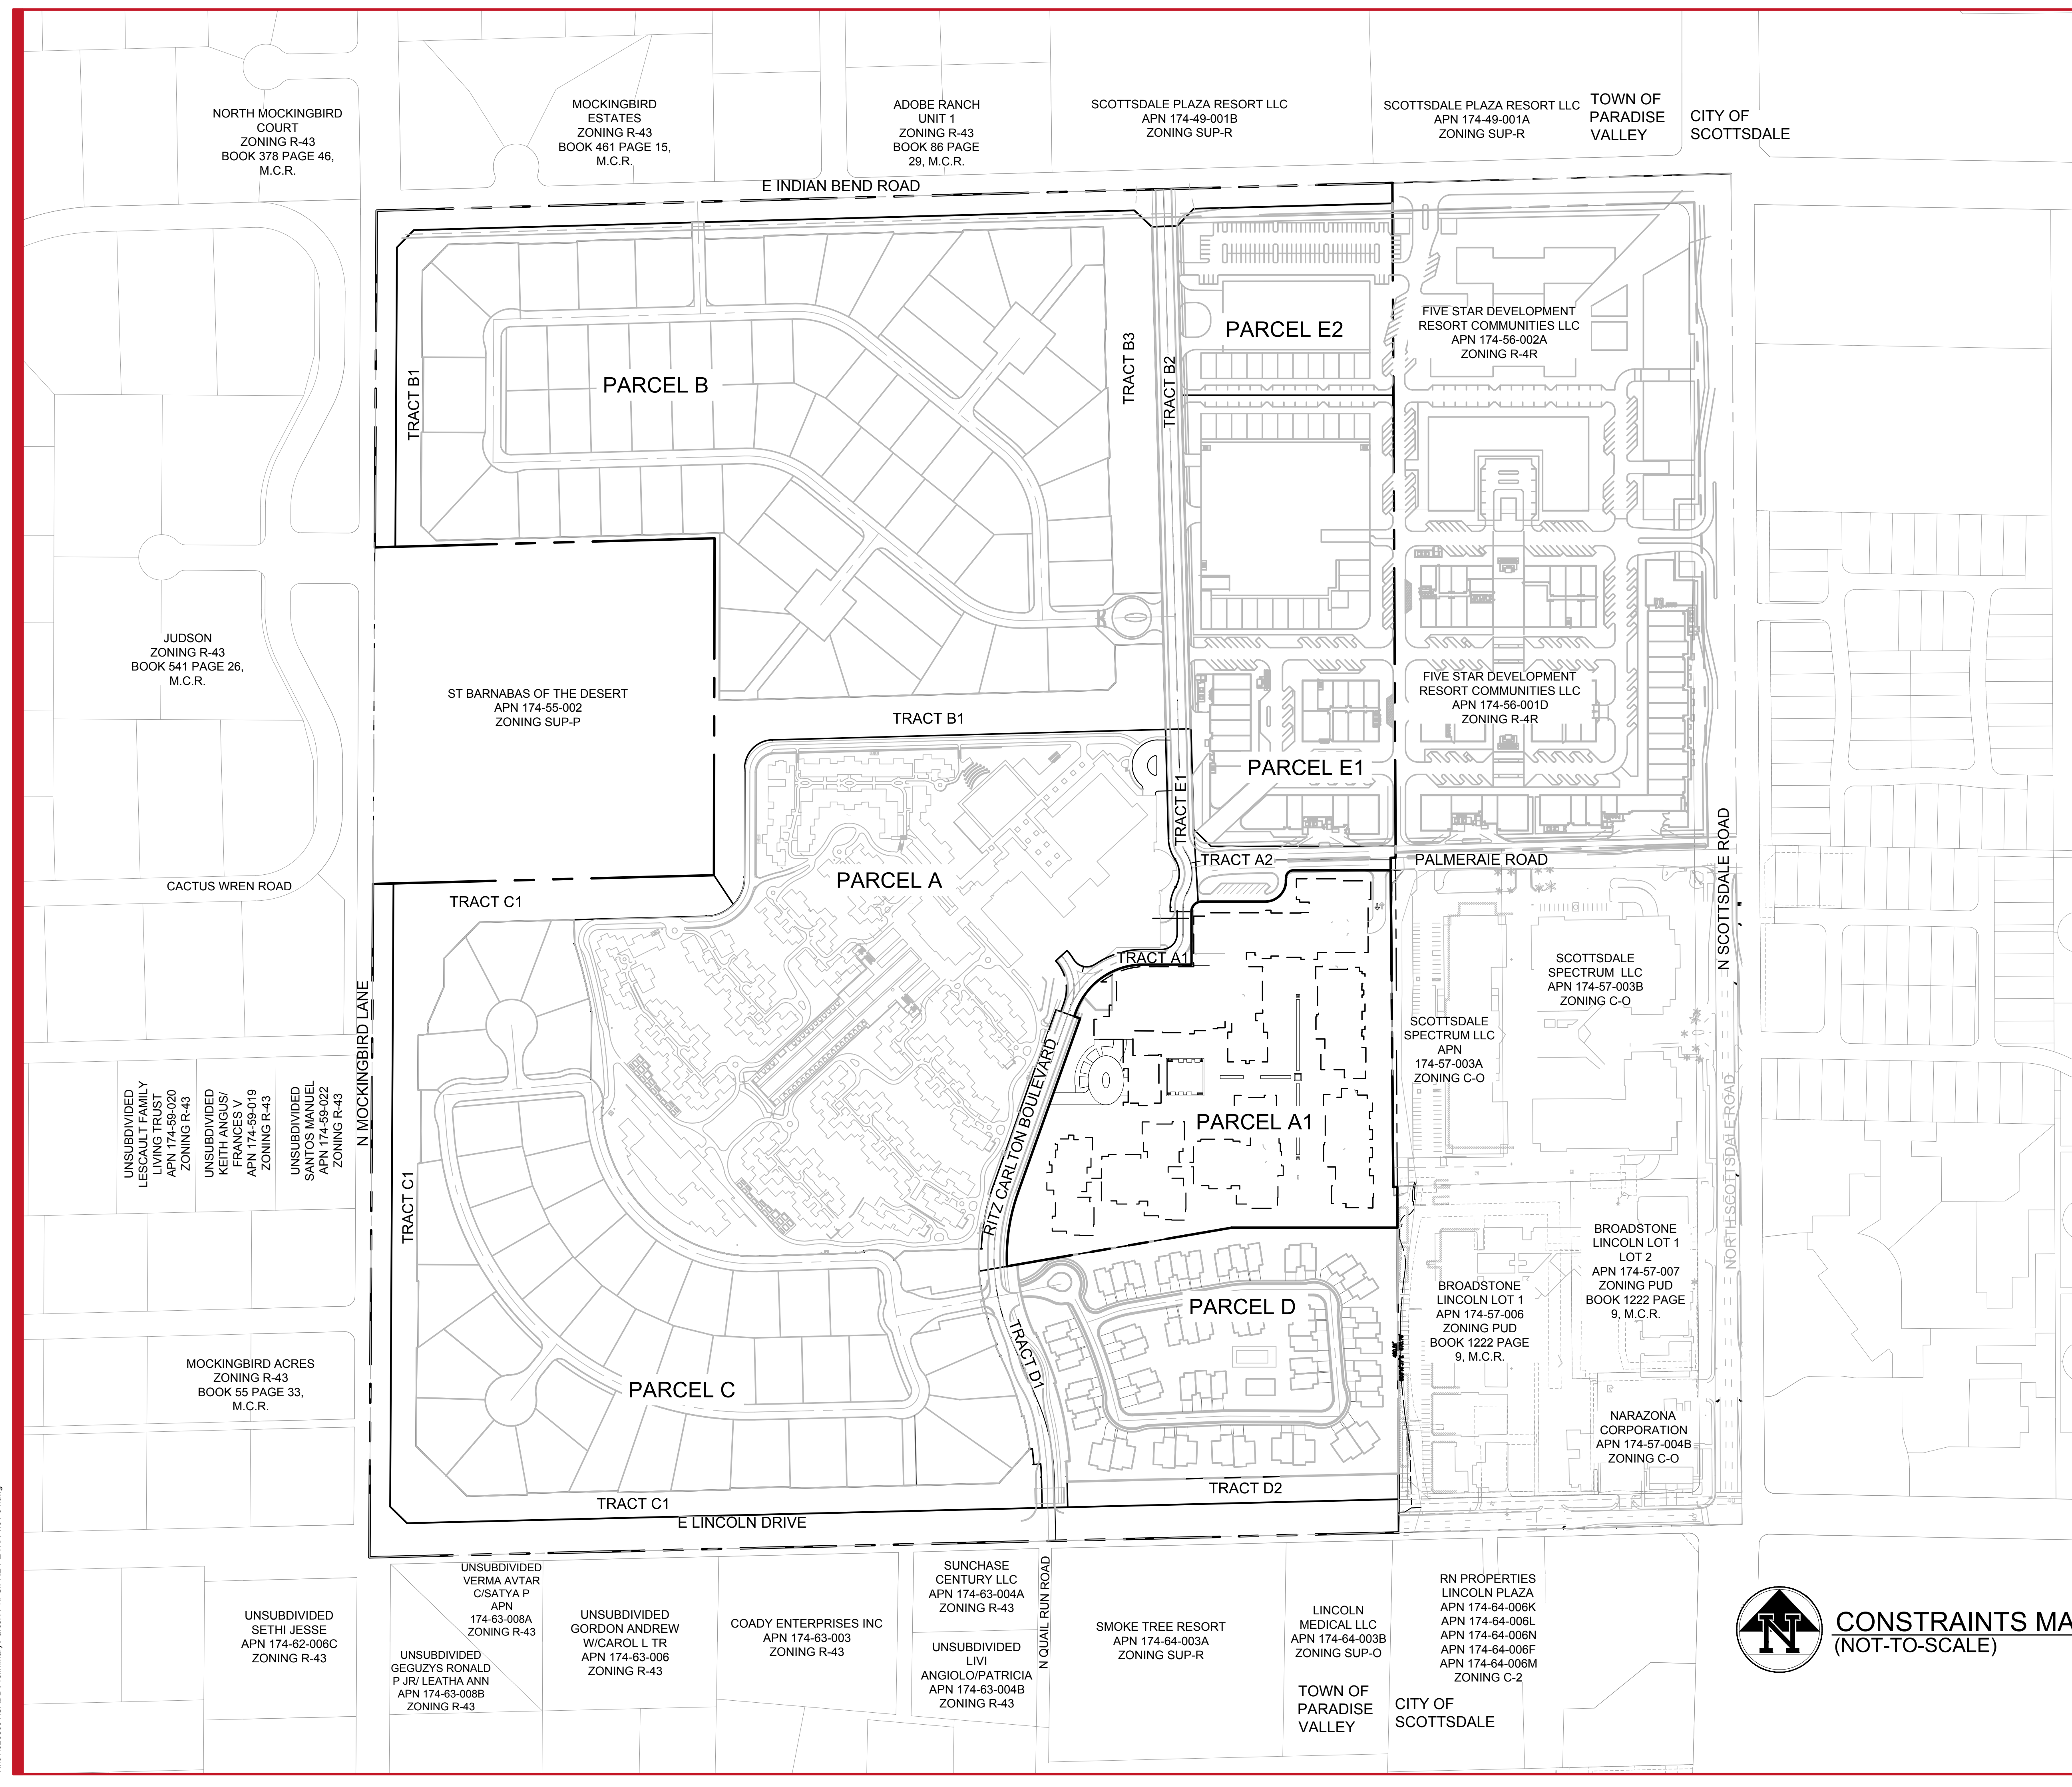 NORTH MOCKINGBIRD
COURT
ZONING R-43
BOOK 378 PAGE 46,
M.C.R.
MOCKINGBIRD
ESTATES
ZONING R-43
BOOK 461 PAGE 15,
M.C.R.
ADOBE RANCH
UNIT 1
ZONING R-43
BOOK 86 PAGE
29, M.C.R.
SCOTTSDALE PLAZA RESORT LLC
APN 174-49-001B
ZONING SUP-R
SCOTTSDALE PLAZA RESORT LLC
APN 174-49-001A
ZONING SUP-R
TOWN OF
PARADISE
VALLEY
CITY OF
SCOTTSDALE
E INDIAN BEND ROAD
PARCEL B
TRACT B1
TRACT B3
TRACT B2
PARCEL E2
FIVE STAR DEVELOPMENT
RESORT COMMUNITIES LLC
APN 174-56-002A
ZONING R-4R
JUDSON
ZONING R-43
BOOK 541 PAGE 26,
M.C.R.
ST BARNABAS OF THE DESERT
APN 174-55-002
ZONING SUP-P
TRACT B1
FIVE STAR DEVELOPMENT
RESORT COMMUNITIES LLC
APN 174-56-001D
ZONING R-4R
PARCEL E1
TRACT E1
CACTUS WREN ROAD
TRACT C1
PARCEL A
TRACT A2
PALMERAIE ROAD
N SCOTTSDALE ROAD
TRACT A1
SCOTTSDALE
SPECTRUM LLC
APN 174-57-003B
ZONING C-O
SCOTTSDALE
SPECTRUM LLC
APN
174-57-003A
ZONING C-O
N MOCKINGBIRD LANE
UNSUBDIVIDED
LESCAULT FAMILY
LIVING TRUST
APN 174-59-020
ZONING R-43
UNSUBDIVIDED
KEITH ANGUS/
FRANCES V
APN 174-59-019
ZONING R-43
UNSUBDIVIDED
SANTOS MANUEL
APN 174-59-022
ZONING R-43
TRACT C1
RITZ CARLTON BOULEVARD
PARCEL A1
NORTH SCOTTSDALE ROAD
BROADSTONE
LINCOLN LOT 1
LOT 2
APN 174-57-007
ZONING PUD
BOOK 1222 PAGE
9, M.C.R.
BROADSTONE
LINCOLN LOT 1
APN 174-57-006
ZONING PUD
BOOK 1222 PAGE
9, M.C.R.
PARCEL D
TRACT D1
MOCKINGBIRD ACRES
ZONING R-43
BOOK 55 PAGE 33,
M.C.R.
PARCEL C
NARAZONA
CORPORATION
APN 174-57-004B
ZONING C-O
TRACT C1
TRACT D2
E LINCOLN DRIVE
UNSUBDIVIDED
SETHI JESSE
APN 174-62-006C
ZONING R-43
UNSUBDIVIDED
VERMA AVTAR
C/SATYA P
APN
174-63-008A
ZONING R-43
UNSUBDIVIDED
GEGUZYS RONALD
P JR/ LEATHA ANN
APN 174-63-008B
ZONING R-43
UNSUBDIVIDED
GORDON ANDREW
W/CAROL L TR
APN 174-63-006
ZONING R-43
COADY ENTERPRISES INC
APN 174-63-003
ZONING R-43
SUNCHASE
CENTURY LLC
APN 174-63-004A
ZONING R-43
UNSUBDIVIDED
LIVI
ANGIOLO/PATRICIA
APN 174-63-004B
ZONING R-43
N QUAIL RUN ROAD
SMOKE TREE RESORT
APN 174-64-003A
ZONING SUP-R
LINCOLN
MEDICAL LLC
APN 174-64-003B
ZONING SUP-O
RN PROPERTIES
LINCOLN PLAZA
APN 174-64-006K
APN 174-64-006L
APN 174-64-006N
APN 174-64-006F
APN 174-64-006M
ZONING C-2
TOWN OF
PARADISE
VALLEY
CITY OF
SCOTTSDALE
N
CONSTRAINTS MA
(NOT-TO-SCALE)